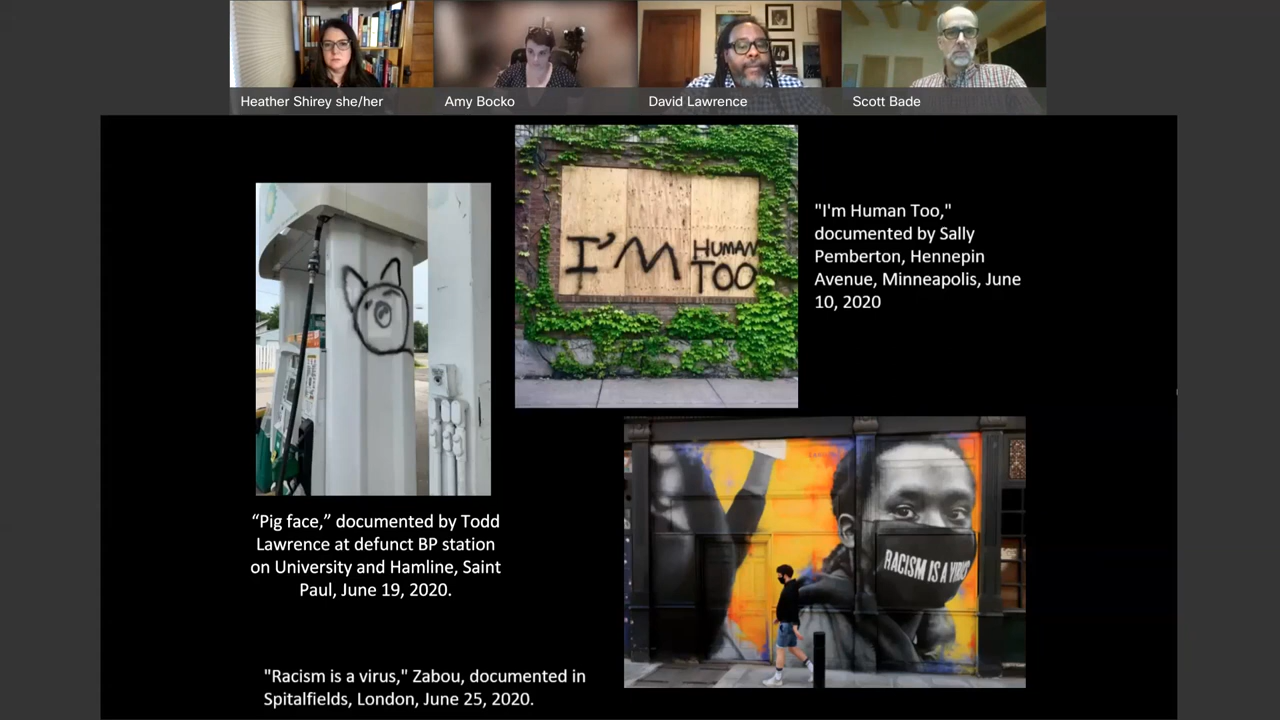 Heather Shirey she/her
Amy Bocko
David Lawrence
Scott Bade
I'M HUMAN
TOO
"I'm Human Too,"
documented by Sally
Pemberton, Hennepin
Avenue, Minneapolis, June
10, 2020
RACISM IS A VIRUS
“Pig face,” documented by Todd
Lawrence at defunct BP station
on University and Hamline, Saint
Paul, June 19, 2020.
"Racism is a virus," Zabou, documented in
Spitalfields, London, June 25, 2020.